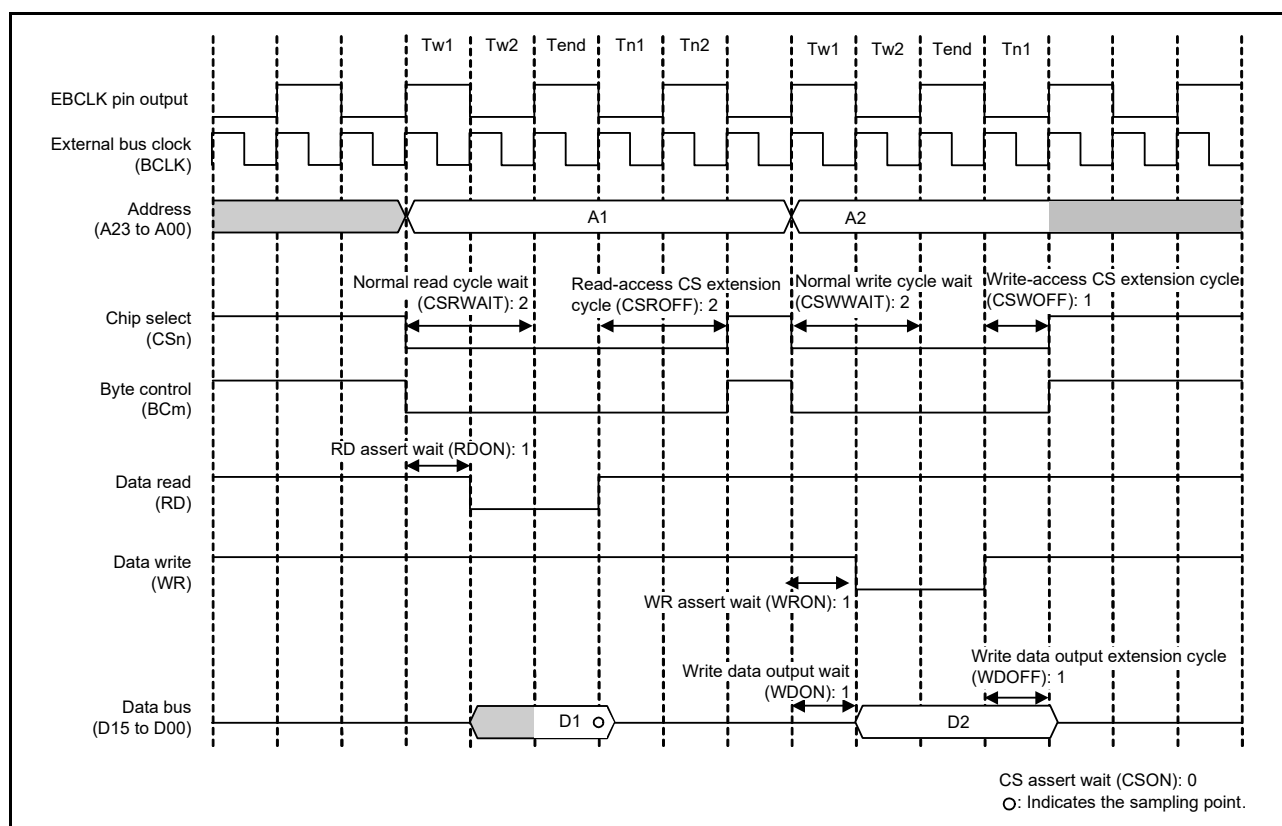 Tw1 Tw2 Tend Tn1 Tn2 Tw1 Tw2 Tend Tn1
EBCLK pin output
External bus clock
(BCLK)
Address
(A23 to A00)
A1
A2
Normal read cycle wait
(CSRWAIT): 2
Read-access CS extension
cycle (CSROFF): 2
Normal write cycle wait
(CSWWAIT): 2
Write-access CS extension cycle
(CSWOFF): 1
Chip select
(CSn)
Byte control
(BCm)
RD assert wait (RDON): 1
Data read
(RD)
Data write
(WR)
WR assert wait (WRON): 1
Write data output wait
(WDON): 1
Write data output extension cycle
(WDOFF): 1
Data bus
(D15 to D00)
D1
D2
CS assert wait (CSON): 0
O: Indicates the sampling point.